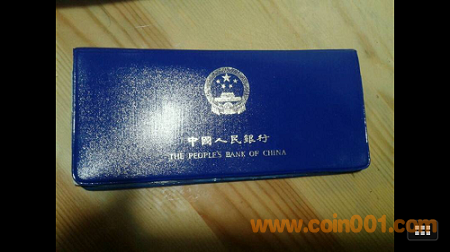 中國人民銀行
THE PEOPLE'S BANK OF CHINA
www.coin001.com